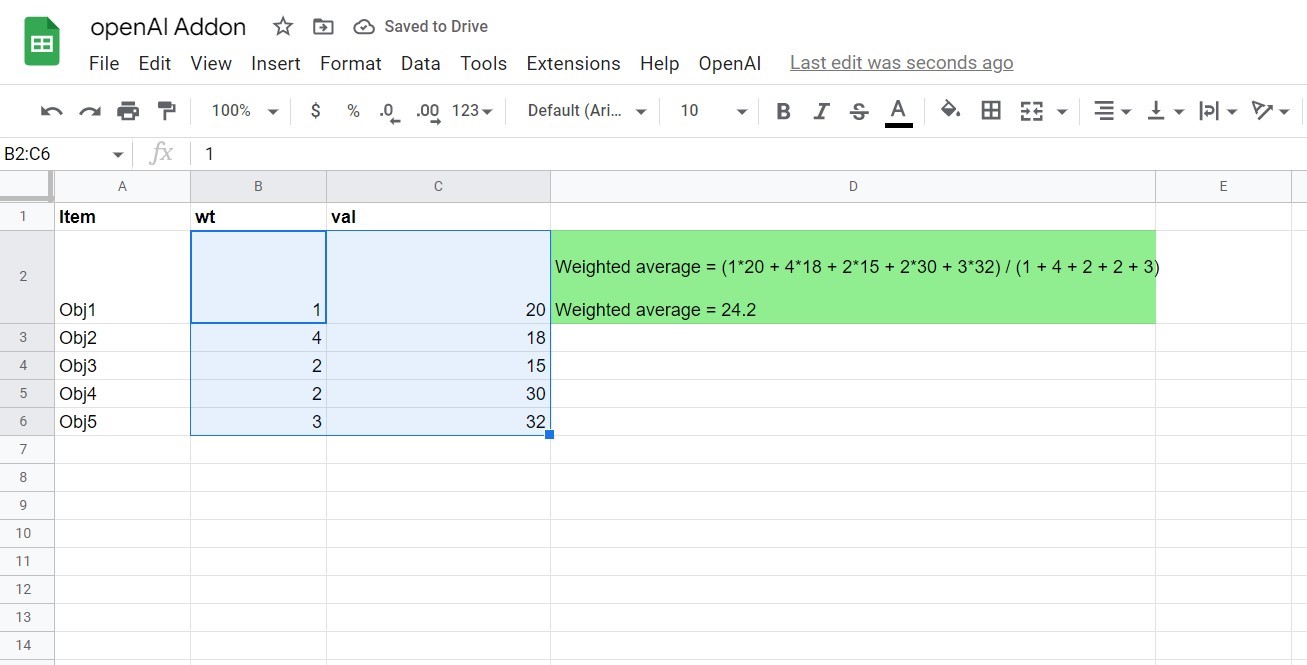 openAI Addon Saved to Drive
File Edit View Insert Format Data Tools Extensions Help OpenAI Last edit was seconds ago
100% $ % .0 .00 123 Default (Ari... 10 B I S A
B2:C6 fx 1
A B C D E
1 Item wt val
Weighted average = (1*20 + 4*18 + 2*15 + 2*30 + 3*32) / (1 + 4 + 2 + 2 + 3)
2 Obj1 1 20 Weighted average = 24.2
3 Obj2 4 18
4 Obj3 2 15
5 Obj4 2 30
6 Obj5 3 32
7
8
9
10
11
12
13
14